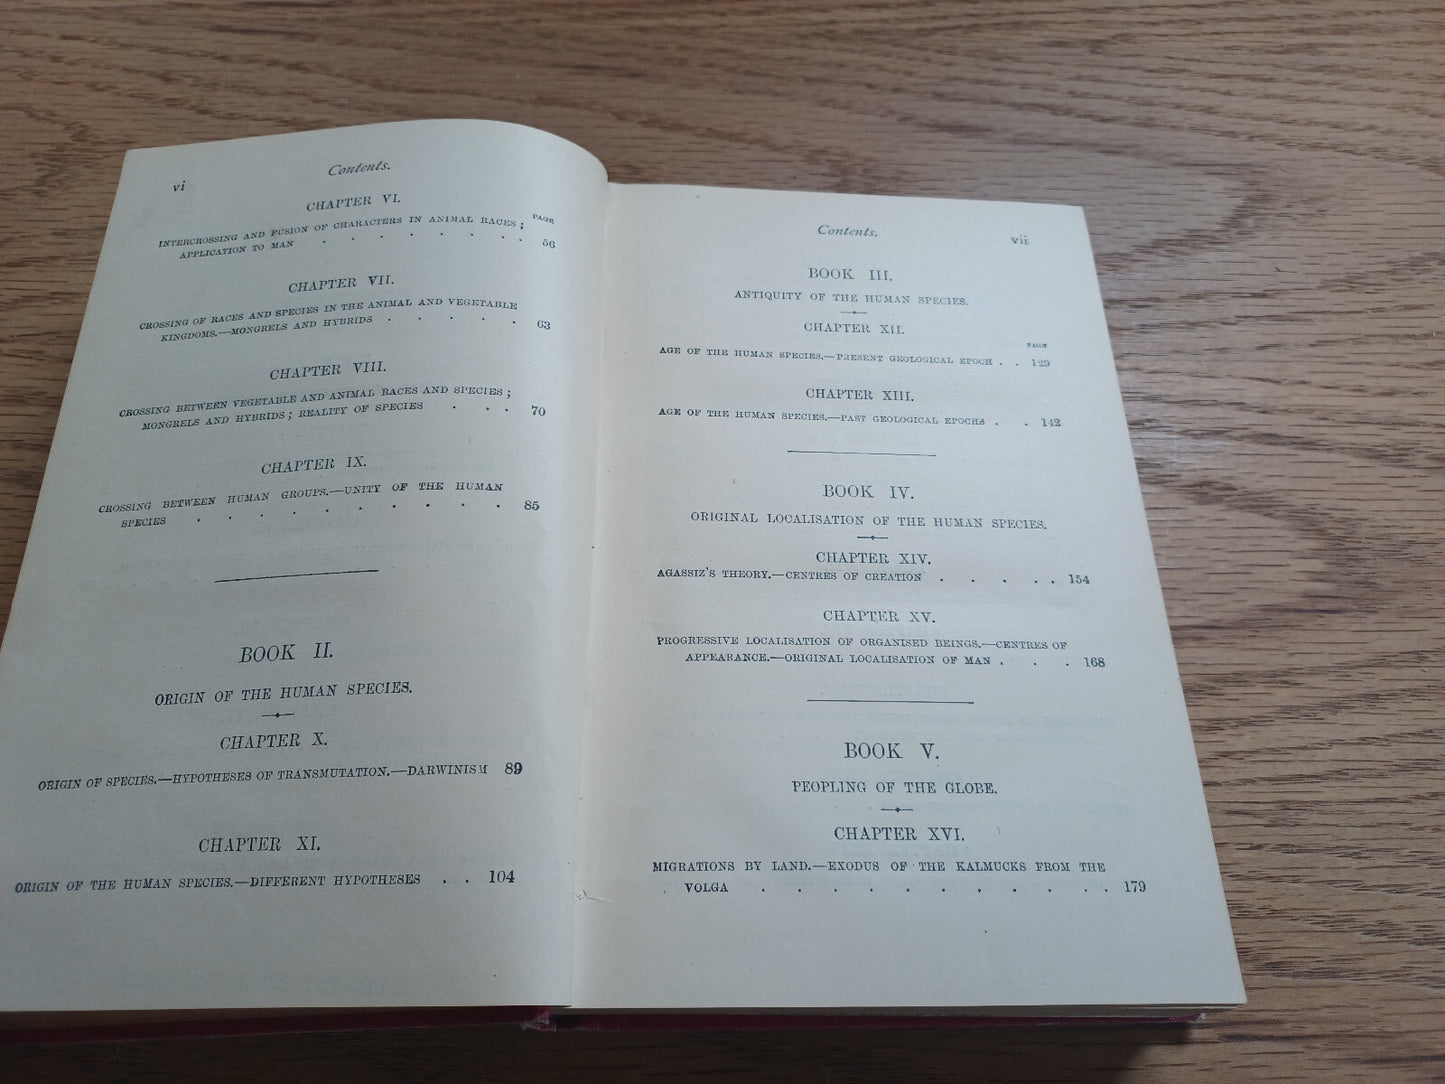 vi
Contents.
CHAPTER VI.
PAGE
INTERCROSSING AND FUSION OF CHARACTERS IN ANIMAL RACES;
APPLICATION TO MAN . . . . . . . . 56
CHAPTER VII.
CROSSING OF RACES AND SPECIES IN THE ANIMAL AND VEGETABLE
KINGDOMS.—MONGRELS AND HYBRIDS . . . . . 63
CHAPTER VIII.
CROSSING BETWEEN VEGETABLE AND ANIMAL RACES AND SPECIES;
MONGRELS AND HYBRIDS; REALITY OF SPECIES . . . 70
CHAPTER IX.
CROSSING BETWEEN HUMAN GROUPS.—UNITY OF THE HUMAN
SPECIES . . . . . . . . . . 85
BOOK II.
ORIGIN OF THE HUMAN SPECIES.
CHAPTER X.
ORIGIN OF SPECIES.—HYPOTHESES OF TRANSMUTATION.—DARWINISM 89
CHAPTER XI.
ORIGIN OF THE HUMAN SPECIES.—DIFFERENT HYPOTHESES . . 104
Contents. vii
BOOK III.
ANTIQUITY OF THE HUMAN SPECIES.
CHAPTER XII.
PAGE
AGE OF THE HUMAN SPECIES.—PRESENT GEOLOGICAL EPOCH . . 129
CHAPTER XIII.
AGE OF THE HUMAN SPECIES.—PAST GEOLOGICAL EPOCHS . . 142
BOOK IV.
ORIGINAL LOCALISATION OF THE HUMAN SPECIES.
CHAPTER XIV.
AGASSIZ'S THEORY.—CENTRES OF CREATION . . . . . 154
CHAPTER XV.
PROGRESSIVE LOCALISATION OF ORGANISED BEINGS.—CENTRES OF
APPEARANCE.—ORIGINAL LOCALISATION OF MAN . . . 168
BOOK V.
PEOPLING OF THE GLOBE.
CHAPTER XVI.
MIGRATIONS BY LAND.—EXODUS OF THE KALMUCKS FROM THE
VOLGA . . . . . . . . . . . 179